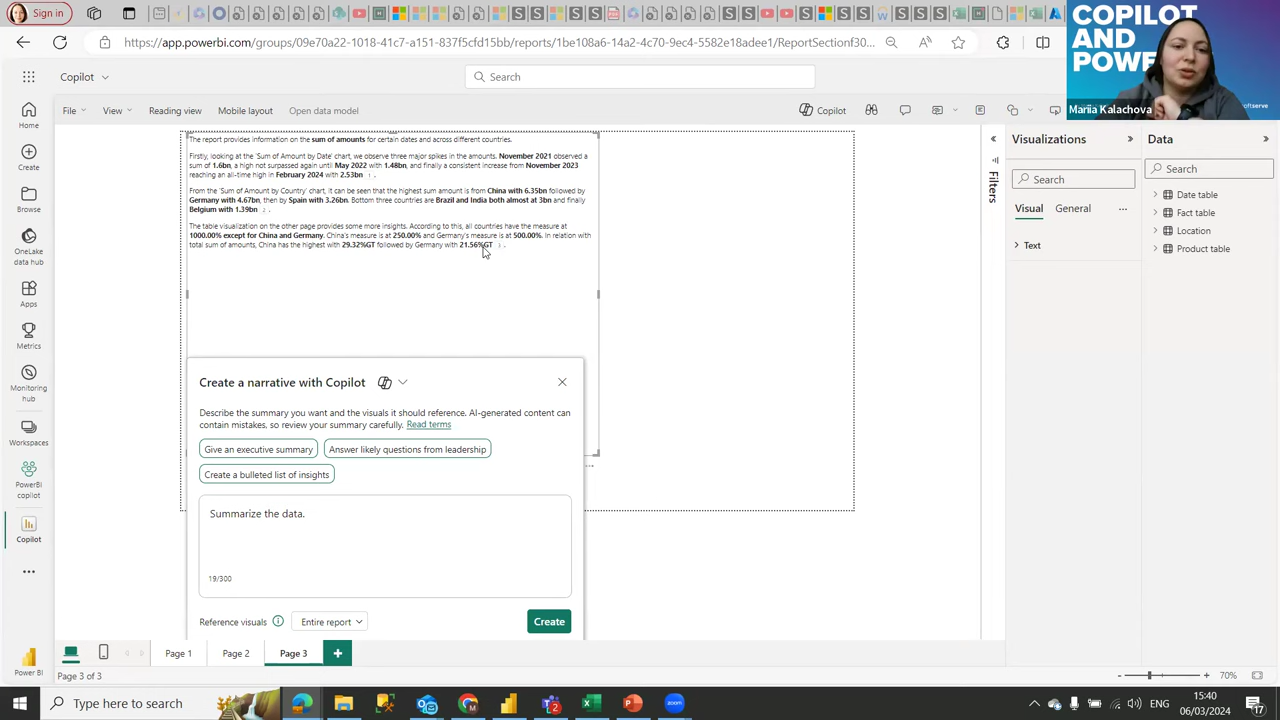 Sign in
https://app.powerbi.com/groups/
Copilot
Search
COPILOT
AND
POWE
Mariia Kalachova
softserve
File
View
Reading view
Mobile layout
Open data model
Copilot
Home
Create
Browse
OneLake
data hub
Apps
Metrics
Monitoring
hub
Workspaces
PowerBI
copilot
Copilot
Power BI
The report provides information on the sum of amounts for certain dates and across different countries.
Firstly, looking at the 'Sum of Amount by Date' chart, we observe three major spikes in the amounts. November 2021 observed a
sum of 1.6bn, a high not surpassed again until May 2022 with 1.48bn, and finally a consistent increase from November 2023
reaching an all-time high in February 2024 with 2.53bn 1 .
From the 'Sum of Amount by Country' chart, it can be seen that the highest sum amount is from China with 6.35bn followed by
Germany with 4.67bn, then by Spain with 3.26bn. Bottom three countries are Brazil and India both almost at 3bn and finally
Belgium with 1.39bn 2 .
The table visualization on the other page provides some more insights. According to this, all countries have the measure at
1000.00% except for China and Germany. China's measure is at 250.00% and Germany's measure is at 500.00%. In relation with
total sum of amounts, China has the highest with 29.32%GT followed by Germany with 21.56%GT 3 .
Create a narrative with Copilot
Describe the summary you want and the visuals it should reference. AI-generated content can
contain mistakes, so review your summary carefully. Read terms
Give an executive summary
Answer likely questions from leadership
Create a bulleted list of insights
Summarize the data.
19/300
Reference visuals
Entire report
Create
Filters
Visualizations
Search
Visual
General
Text
Data
Search
Date table
Fact table
Location
Product table
Page 1
Page 2
Page 3
Page 3 of 3
70%
Type here to search
ENG
15:40
06/03/2024
17